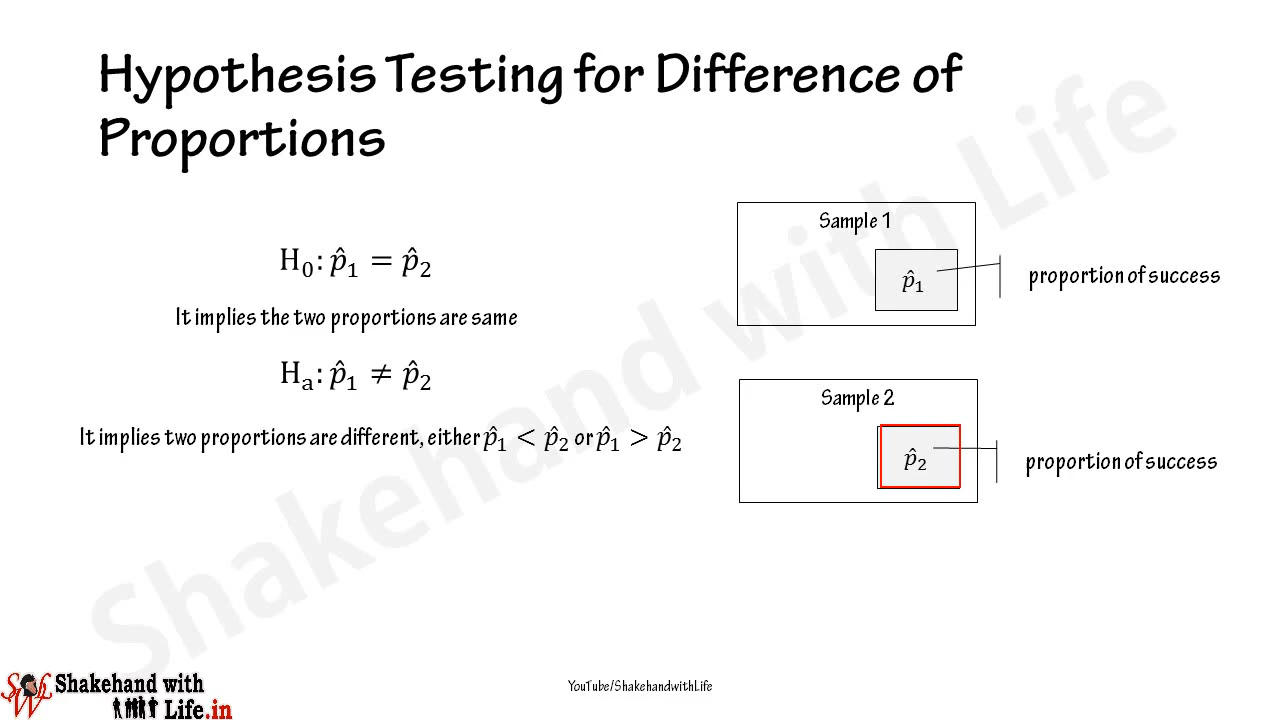 Hypothesis Testing for Difference of
Proportions
H₀: p̂₁ = p̂₂
It implies the two proportions are same
Hₐ: p̂₁ ≠ p̂₂
It implies two proportions are different, either p̂₁ < p̂₂ or p̂₁ > p̂₂
Sample 1
p̂₁
proportion of success
Sample 2
p̂₂
proportion of success
Shakehand with Life
Shakehand with
Life.in
YouTube/ShakehandwithLife